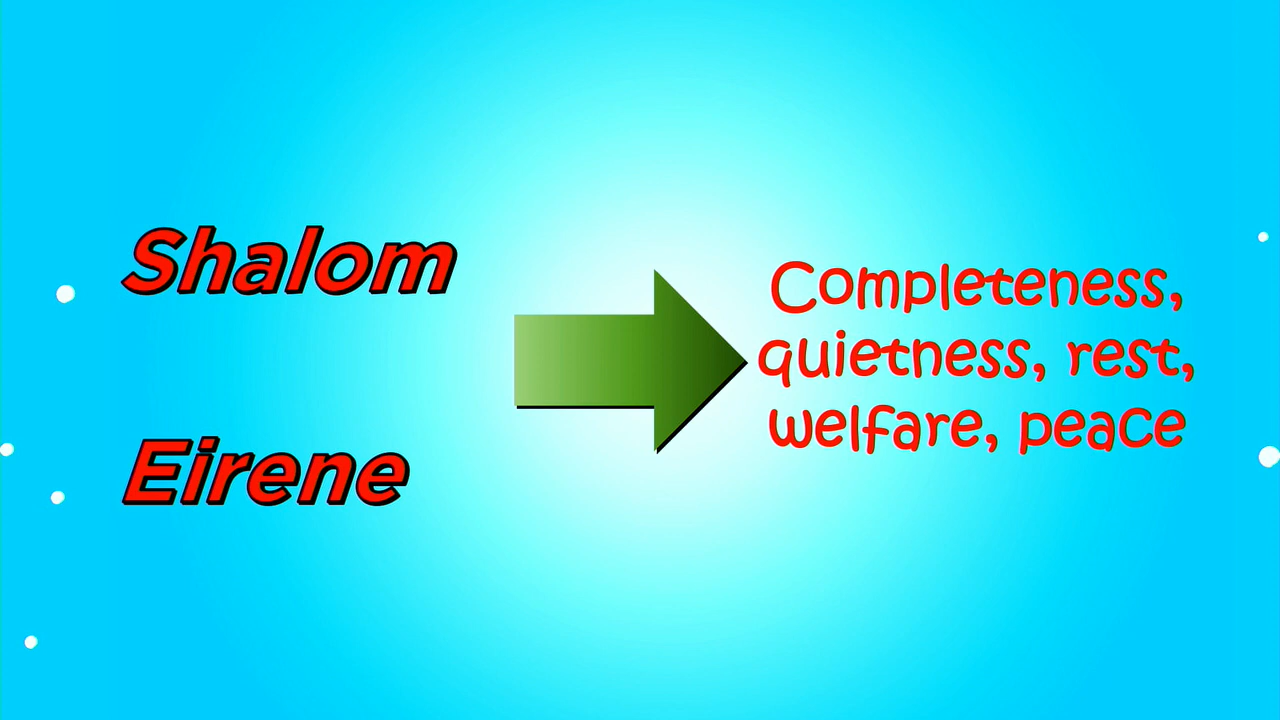 Shalom
Eirene
Completeness,
quietness, rest,
welfare, peace